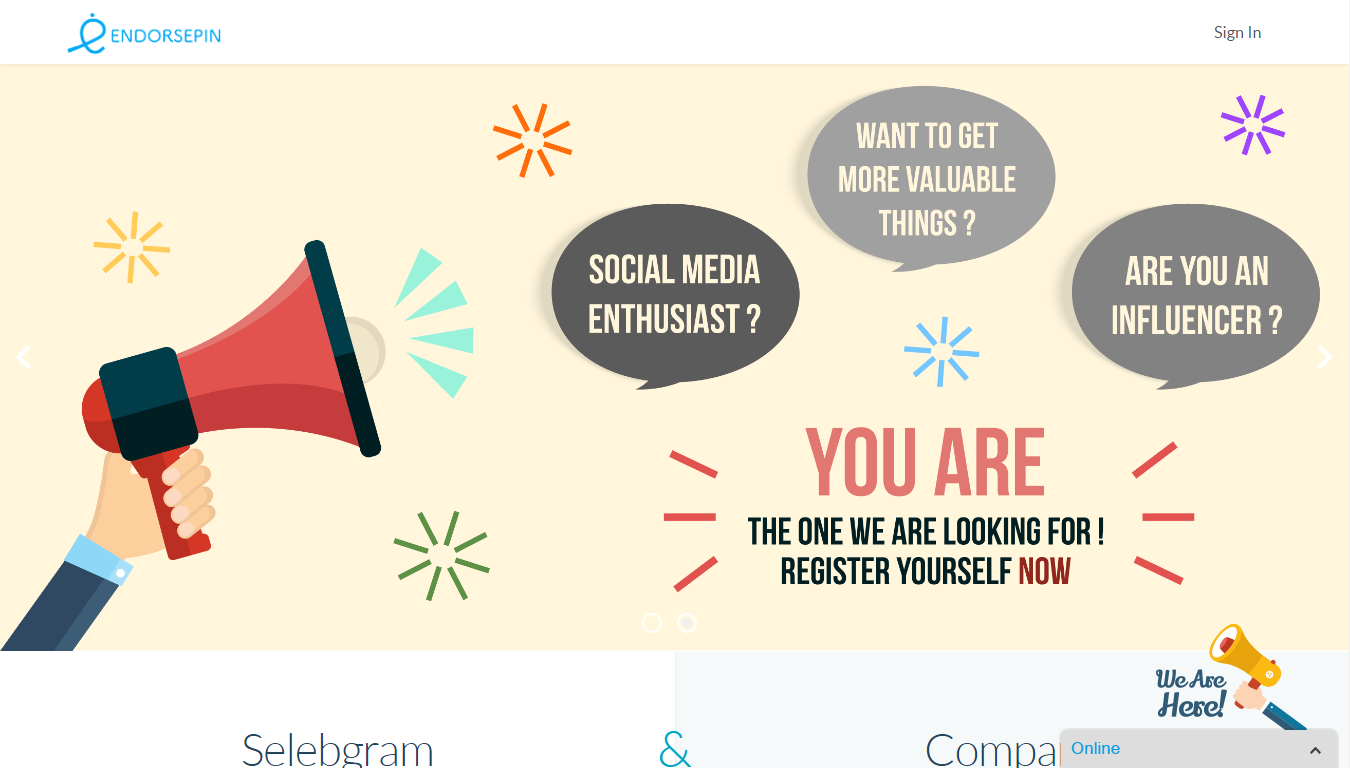 ENDORSEPIN
Sign In
WANT TO GET
MORE VALUABLE
THINGS ?
SOCIAL MEDIA
ENTHUSIAST ?
ARE YOU AN
INFLUENCER ?
YOU ARE
THE ONE WE ARE LOOKING FOR !
REGISTER YOURSELF NOW
We Are
Here!
Selebgram & Compa
Online